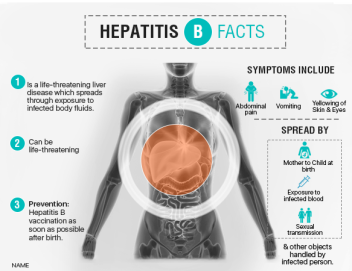 HEPATITIS B FACTS
1 Is a life-threatening liver
disease which spreads
through exposure to
infected body fluids.
2 Can be
life-threatening
3 Prevention:
Hepatitis B
vaccination as
soon as possible
after birth.
NAME
SYMPTOMS INCLUDE
Abdominal
pain
Vomiting
Yellowing of
Skin & Eyes
SPREAD BY
Mother to Child at
birth
Exposure to
infected blood
Sexual
transmission
& other objects
handled by
infected person.